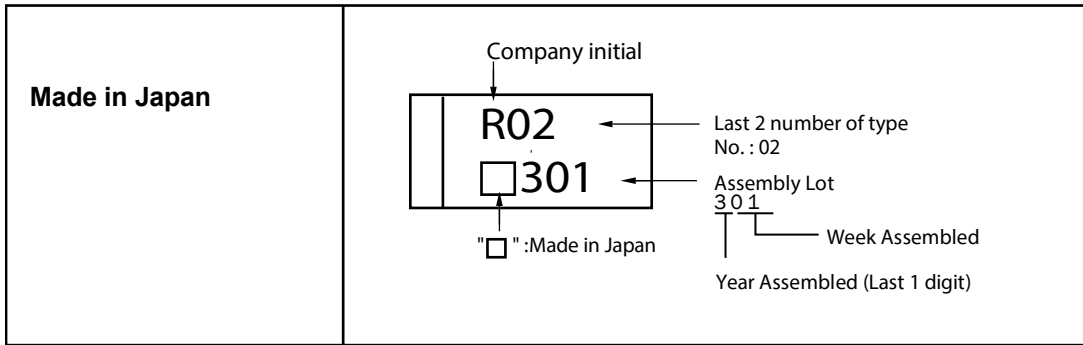 Made in Japan
Company initial
R02
□301
Last 2 number of type
No. : 02
Assembly Lot
301
Week Assembled
Year Assembled (Last 1 digit)
"□" :Made in Japan